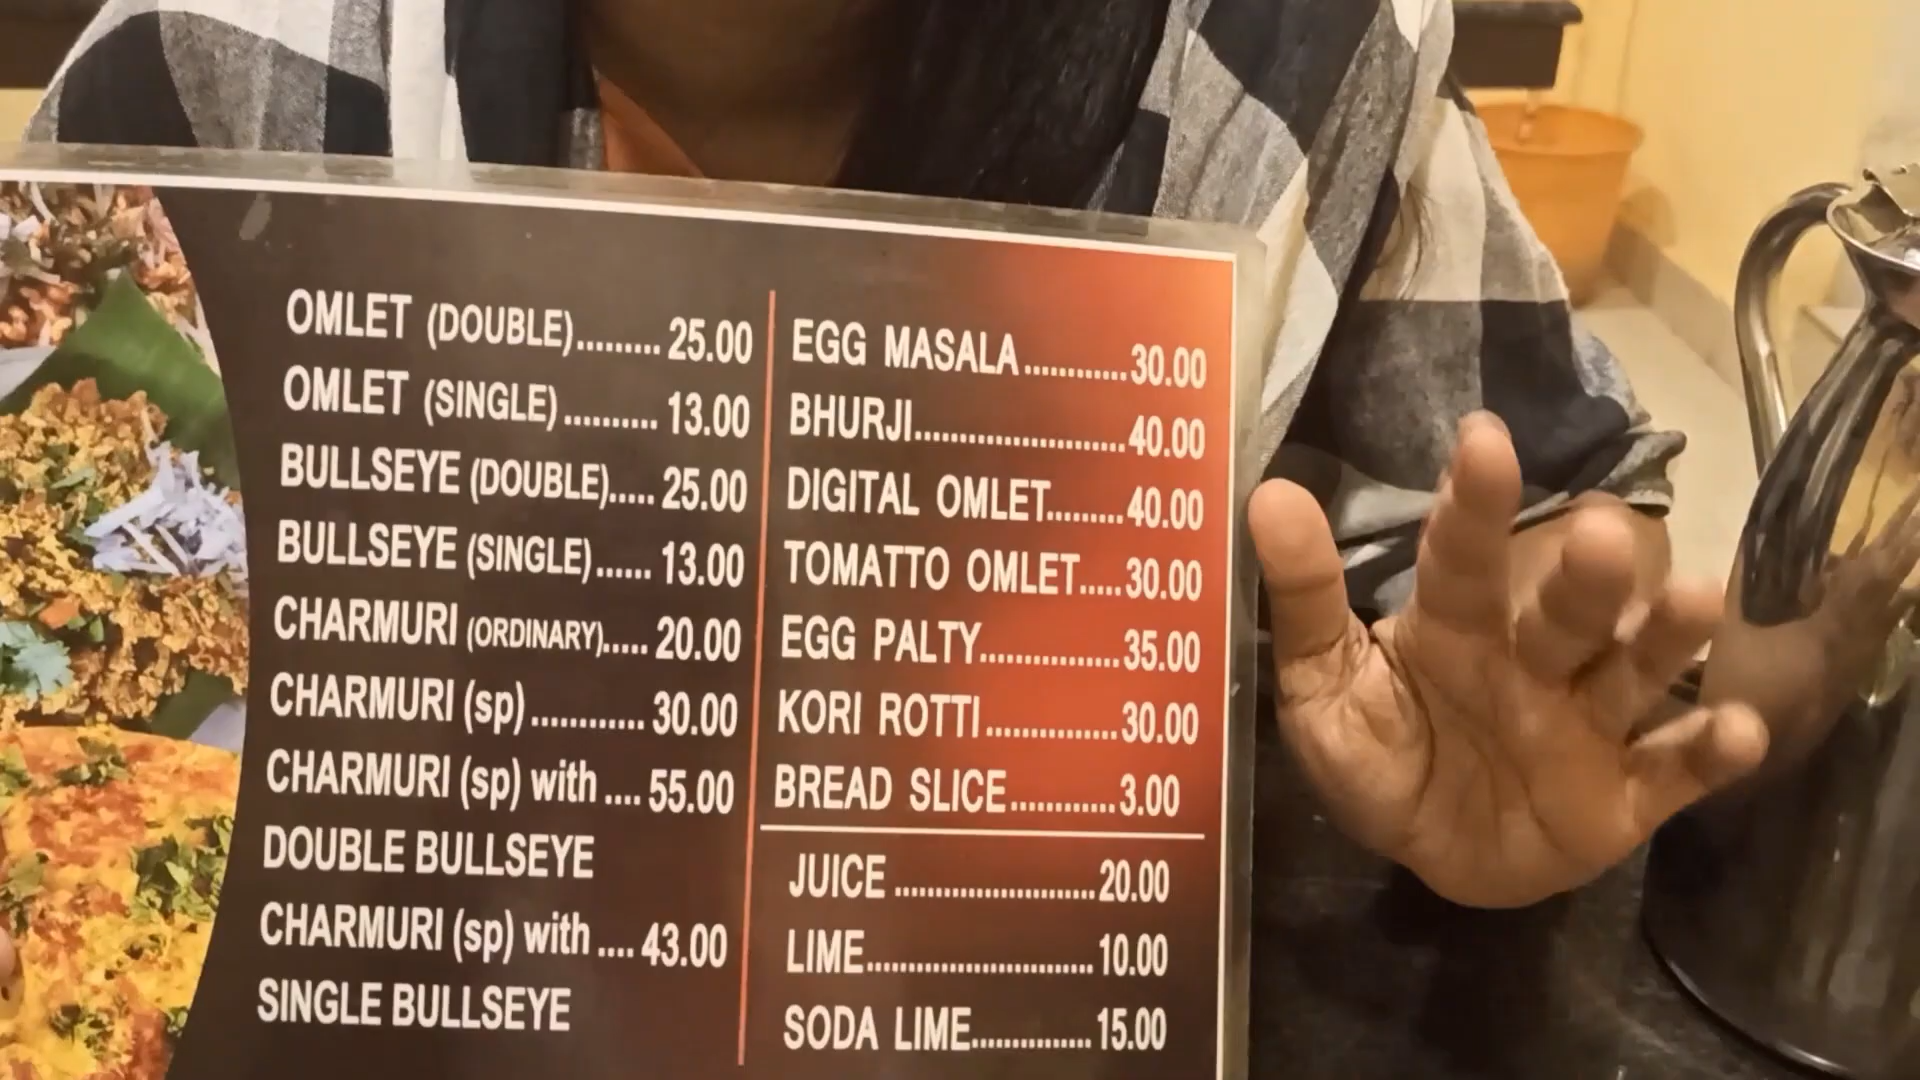 OMLET (DOUBLE)......... 25.00
OMLET (SINGLE).......... 13.00
BULLSEYE (DOUBLE)..... 25.00
BULLSEYE (SINGLE)...... 13.00
CHARMURI (ORDINARY)..... 20.00
CHARMURI (sp)............ 30.00
CHARMURI (sp) with .... 55.00
DOUBLE BULLSEYE
CHARMURI (sp) with .... 43.00
SINGLE BULLSEYE
EGG MASALA............30.00
BHURJI........................40.00
DIGITAL OMLET.........40.00
TOMATTO OMLET.....30.00
EGG PALTY................35.00
KORI ROTTI...............30.00
BREAD SLICE............3.00
JUICE .......................20.00
LIME..........................10.00
SODA LIME..............15.00